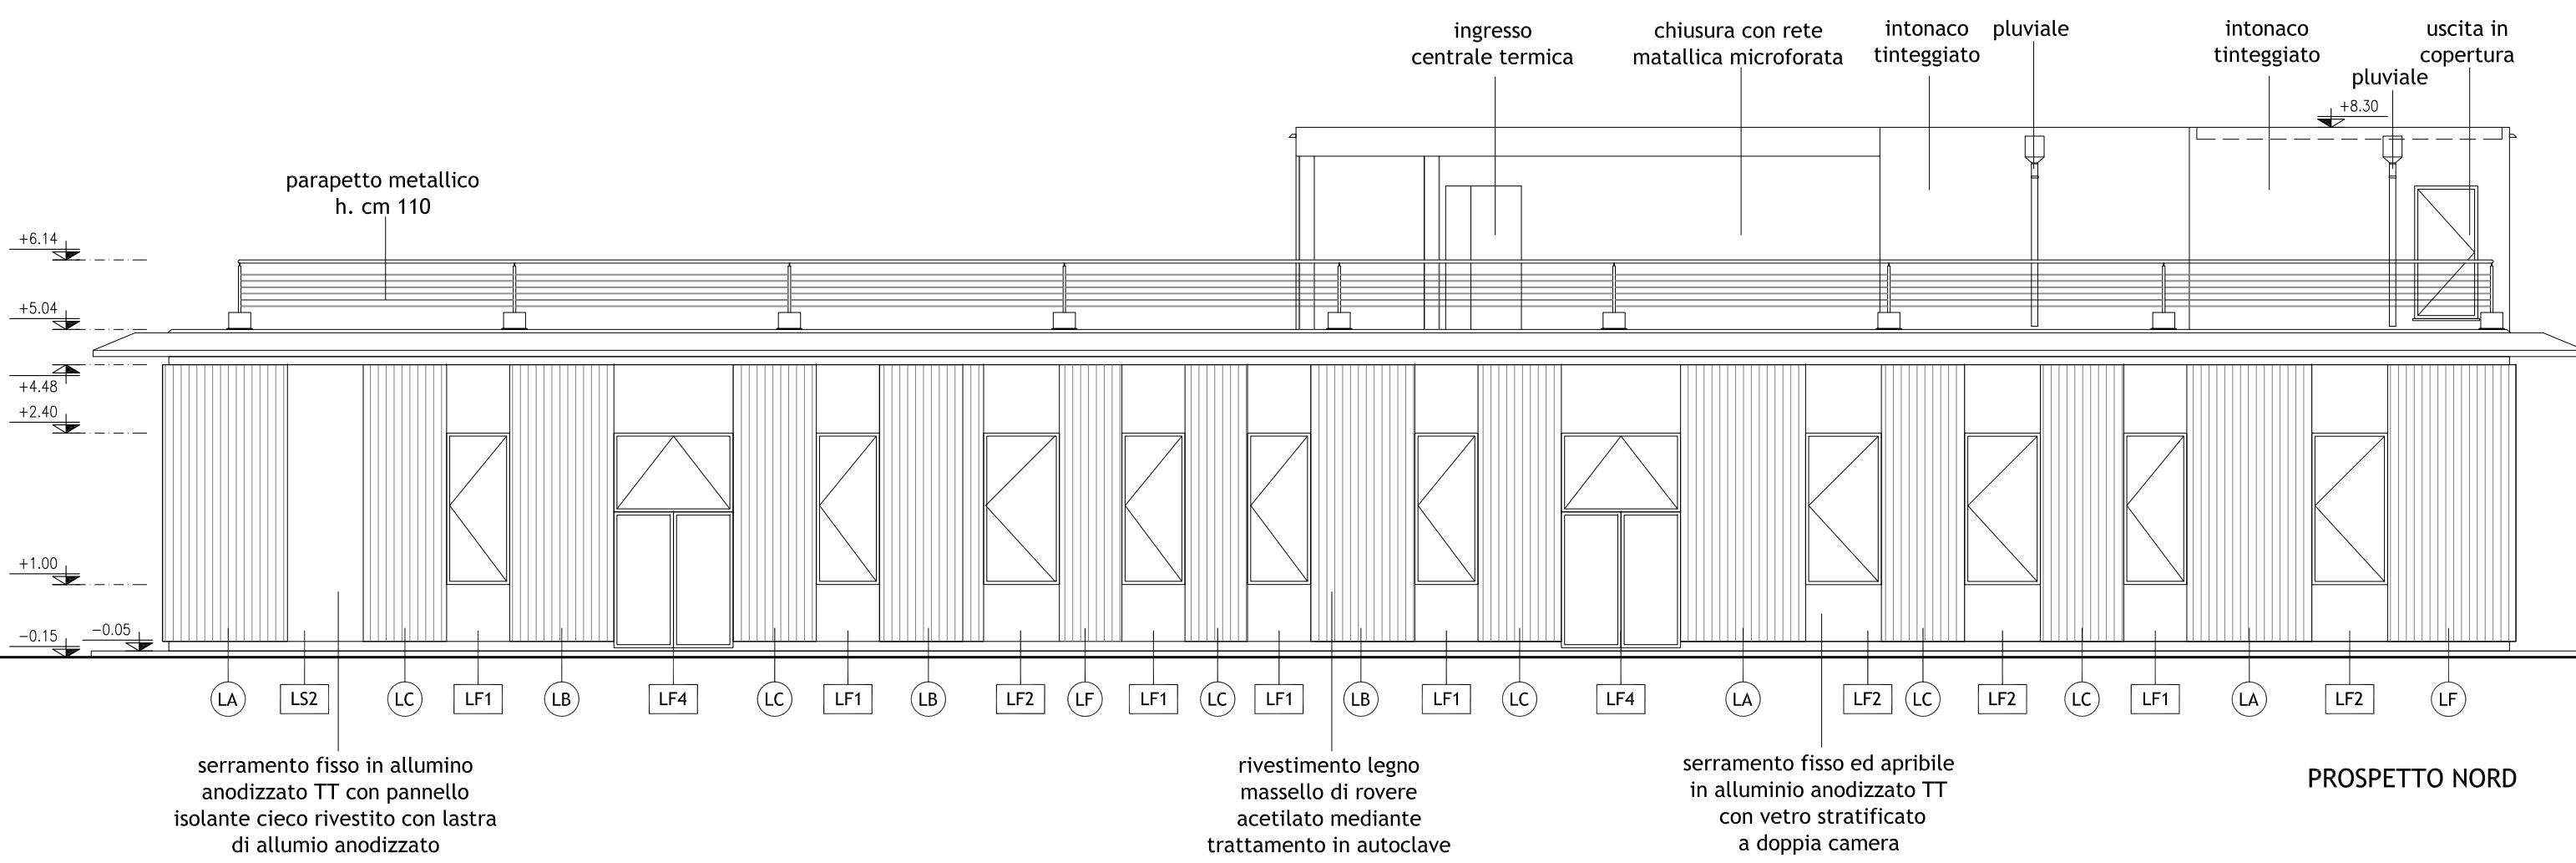 ingresso
centrale termica
chiusura con rete
matallica microforata
intonaco
tinteggiato
pluviale
intonaco
tinteggiato
pluviale
uscita in
copertura
+8.30
parapetto metallico
h. cm 110
+6.14
+5.04
+4.48
+2.40
+1.00
-0.15
-0.05
LA
LS2
LC
LF1
LB
LF4
LC
LF1
LB
LF2
LF
LF1
LC
LF1
LB
LF1
LC
LF4
LA
LF2
LC
LF2
LC
LF1
LA
LF2
LF
serramento fisso in allumino
anodizzato TT con pannello
isolante cieco rivestito con lastra
di allumio anodizzato
rivestimento legno
massello di rovere
acetilato mediante
trattamento in autoclave
serramento fisso ed apribile
in alluminio anodizzato TT
con vetro stratificato
a doppia camera
PROSPETTO NORD